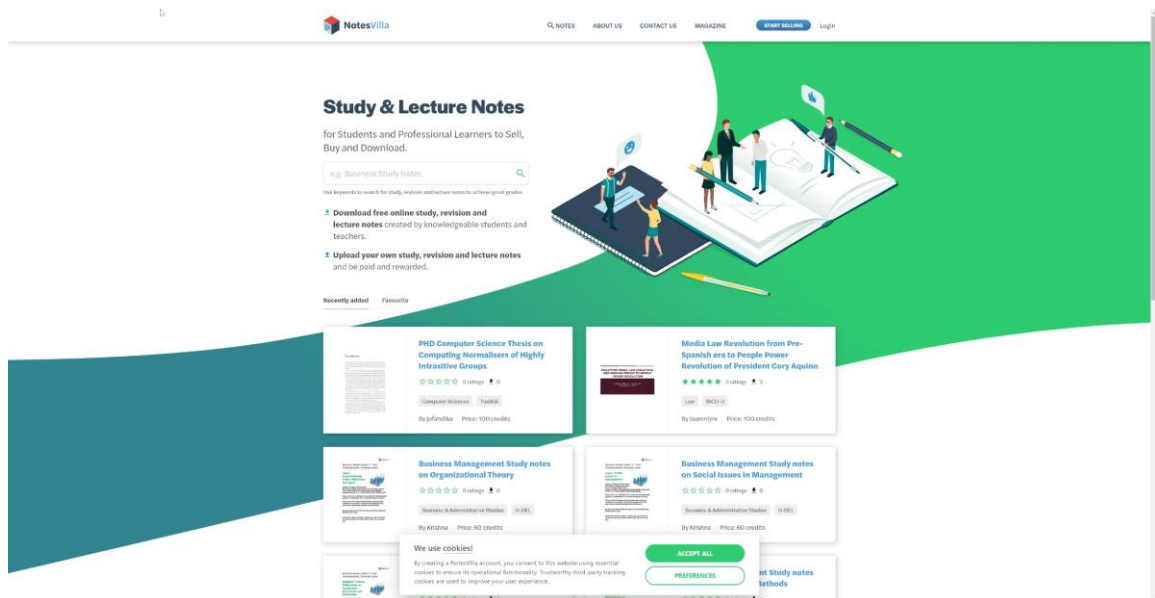 NotesVilla
NOTES
ABOUT US
CONTACT US
MAGAZINE
START SELLING
Login
Study & Lecture Notes
for Students and Professional Learners to Sell,
Buy and Download.
e.g. Business Study Notes
Use keywords to search for study, revision and lecture notes to achieve great grades.
Download free online study, revision and
lecture notes created by knowledgeable students and
teachers.
Upload your own study, revision and lecture notes
and be paid and rewarded.
Recently added
Favourite
PHD Computer Science Thesis on
Computing Normalisers of Highly
Intrasitive Groups
0 ratings 0
Computer Sciences
By jofandika Price: 100 credits
Media Law Revolution from Pre-
Spanish era to People Power
Revolution of President Cory Aquino
3 ratings 3
Law BICO-U
By laurenlyre Price: 100 credits
Business Management Study notes
on Organizational Theory
0 ratings 0
Business & Administrative Studies U-DEL
By Krishna Price: 60 credits
Business Management Study notes
on Social Issues in Management
0 ratings 0
Business & Administrative Studies U-DEL
By Krishna Price: 60 credits
We use cookies!
By creating a NotesVilla account, you consent to this website using essential
cookies to ensure its operational functionality. Trustworthy third-party tracking
cookies are used to improve your user experience.
ACCEPT ALL
PREFERENCES
nt Study notes